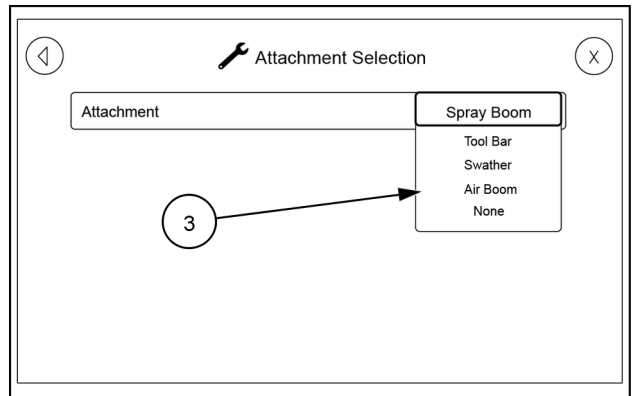 Attachment Selection
X
Attachment
Spray Boom
Tool Bar
Swather
Air Boom
None
3